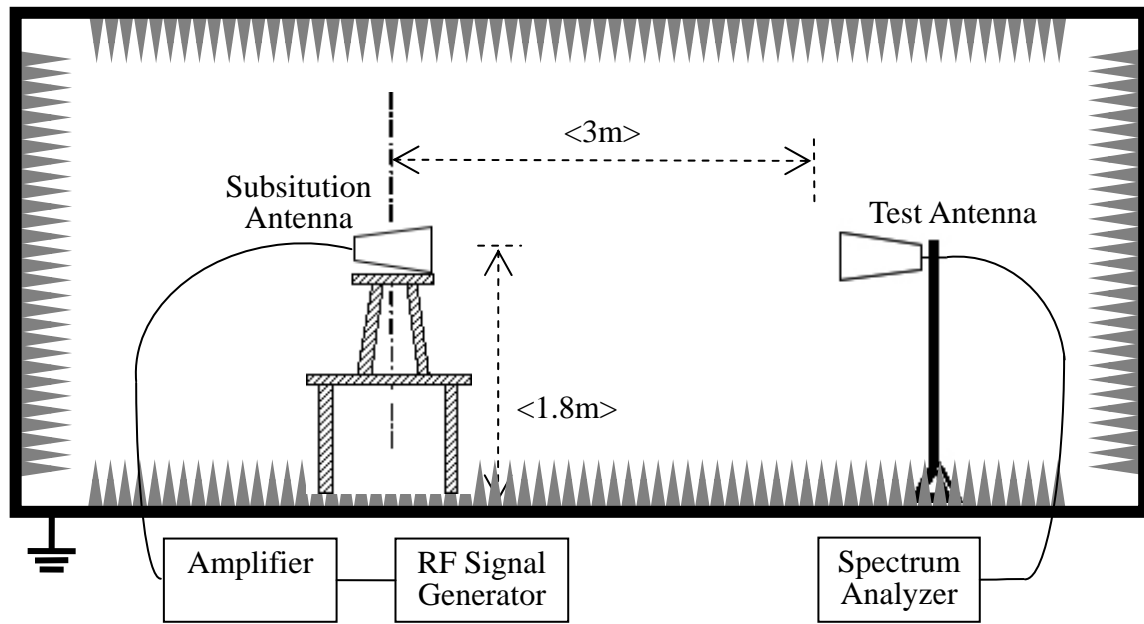 <3m>
Subsitution
Antenna
Test Antenna
<1.8m>
Amplifier
RF Signal
Generator
Spectrum
Analyzer